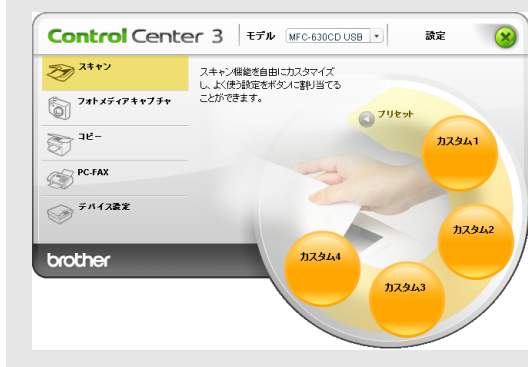 Control Center 3
モデル
MFC-630CD USB
設定
スキャン
フォトメディアキャプチャ
コピー
PC-FAX
デバイス設定
スキャン機能を自由にカスタマイズ
し、よく使う設定をボタンに割り当てる
ことができます。
プリセット
カスタム1
カスタム2
カスタム3
カスタム4
brother